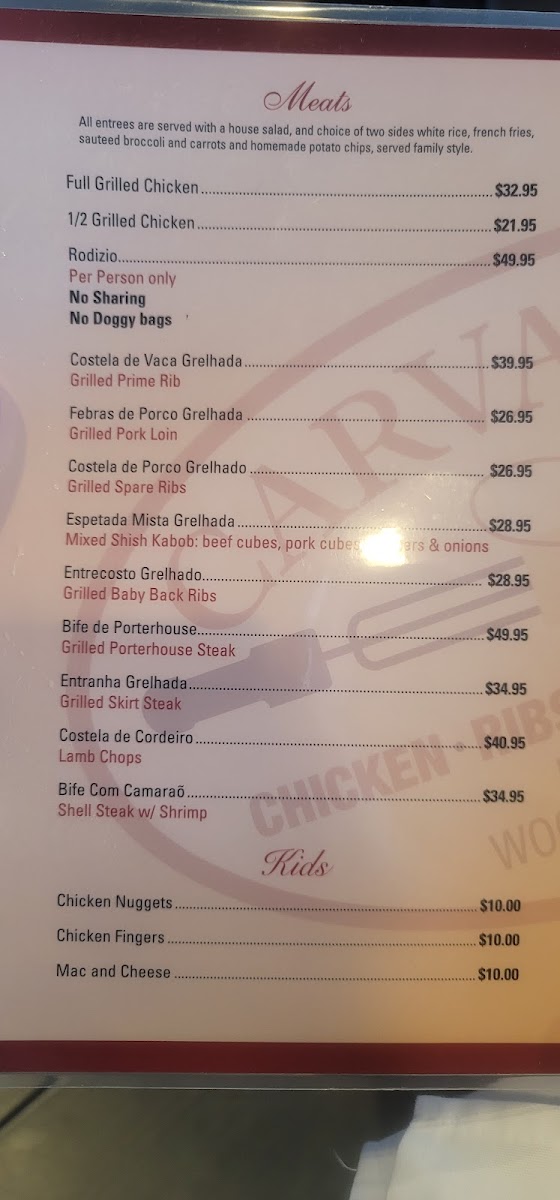 Meats
All entrees are served with a house salad, and choice of two sides white rice, french fries,
sauteed broccoli and carrots and homemade potato chips, served family style.
Full Grilled Chicken $32.95
1/2 Grilled Chicken $21.95
Rodizio $49.95
Per Person only
No Sharing
No Doggy bags
Costela de Vaca Grelhada $39.95
Grilled Prime Rib
Febras de Porco Grelhada $26.95
Grilled Pork Loin
Costela de Porco Grelhado $26.95
Grilled Spare Ribs
Espetada Mista Grelhada $28.95
Mixed Shish Kabob: beef cubes, pork cubes & onions
Entrecosto Grelhado $28.95
Grilled Baby Back Ribs
Bife de Porterhouse $49.95
Grilled Porterhouse Steak
Entranha Grelhada $34.95
Grilled Skirt Steak
Costela de Cordeiro $40.95
Lamb Chops
Bife Com Camaraõ $34.95
Shell Steak w/ Shrimp
Kids
Chicken Nuggets $10.00
Chicken Fingers $10.00
Mac and Cheese $10.00
CARVA
CHICKEN • RIBS
WOO